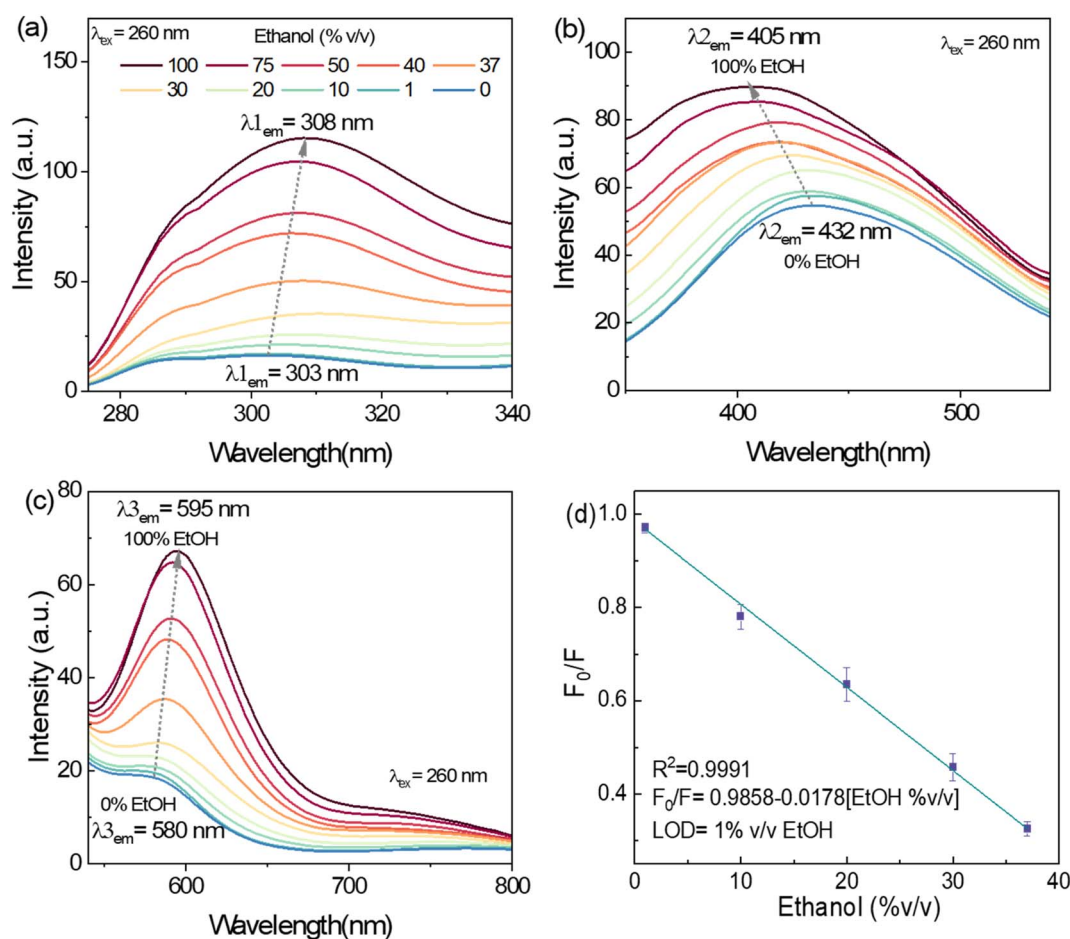 (a)
λex = 260 nm
Ethanol (% v/v)
100 75 50 40 37
30 20 10 1 0
λ1em= 308 nm
λ1em= 303 nm
150
100
50
0
280 300 320 340
Intensity (a.u.)
Wavelength(nm)
(b)
λ2em= 405 nm
100% EtOH
λex = 260 nm
λ2em= 432 nm
0% EtOH
100
80
60
40
20
0
400 500
Intensity (a.u.)
Wavelength(nm)
(c)
λ3em= 595 nm
100% EtOH
λex = 260 nm
0% EtOH
λ3em= 580 nm
80
60
40
20
0
600 700 800
Intensity (a.u.)
Wavelength(nm)
(d)
1.0
0.8
0.6
0.4
F0/F
R²=0.9991
F0/F= 0.9858-0.0178[EtOH %v/v]
LOD= 1% v/v EtOH
0 10 20 30 40
Ethanol (%v/v)